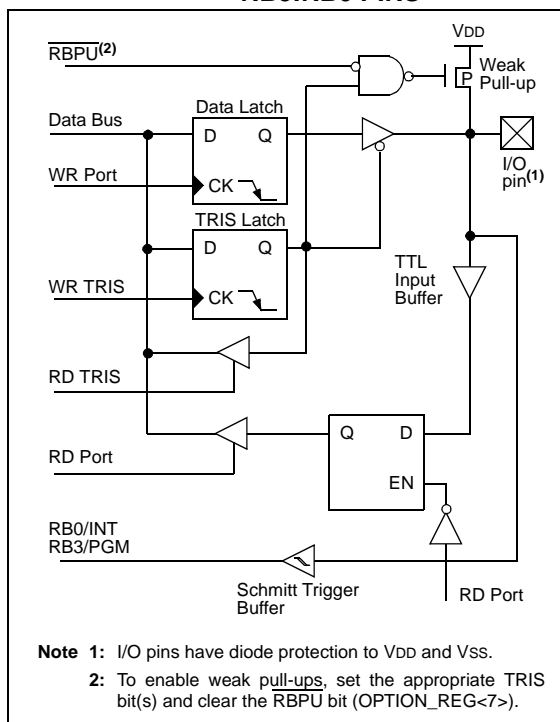 RBPU(2)
VDD
P
Weak
Pull-up
Data Bus
Data Latch
D Q
I/O
pin(1)
WR Port
CK
TRIS Latch
D Q
TTL
Input
Buffer
WR TRIS
CK
RD TRIS
Q D
RD Port
EN
RB0/INT
RB3/PGM
Schmitt Trigger
Buffer
RD Port
Note 1: I/O pins have diode protection to VDD and VSS.
2: To enable weak pull-ups, set the appropriate TRIS
bit(s) and clear the RBPU bit (OPTION_REG<7>).